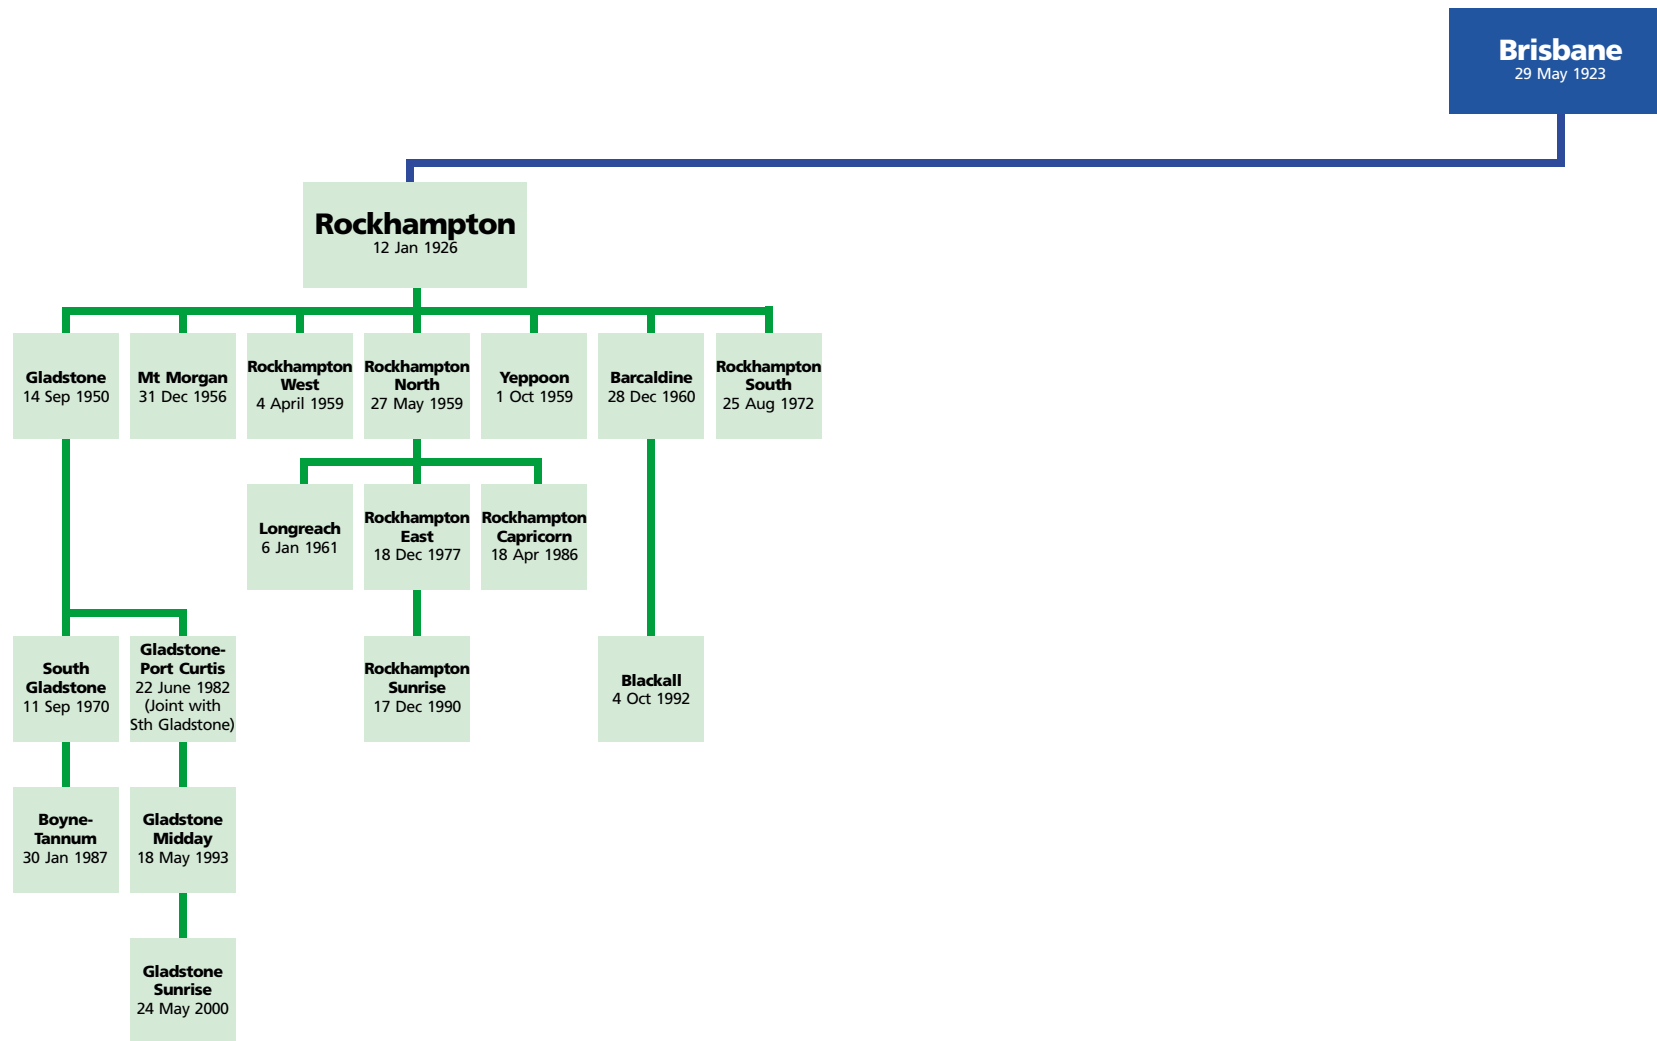 Brisbane
29 May 1923
Rockhampton
12 Jan 1926
Gladstone
14 Sep 1950
Mt Morgan
31 Dec 1956
Rockhampton
West
4 April 1959
Rockhampton
North
27 May 1959
Yeppoon
1 Oct 1959
Barcaldine
28 Dec 1960
Rockhampton
South
25 Aug 1972
Longreach
6 Jan 1961
Rockhampton
East
18 Dec 1977
Rockhampton
Capricorn
18 Apr 1986
South
Gladstone
11 Sep 1970
Gladstone-
Port Curtis
22 June 1982
(Joint with
Sth Gladstone)
Rockhampton
Sunrise
17 Dec 1990
Blackall
4 Oct 1992
Boyne-
Tannum
30 Jan 1987
Gladstone
Midday
18 May 1993
Gladstone
Sunrise
24 May 2000